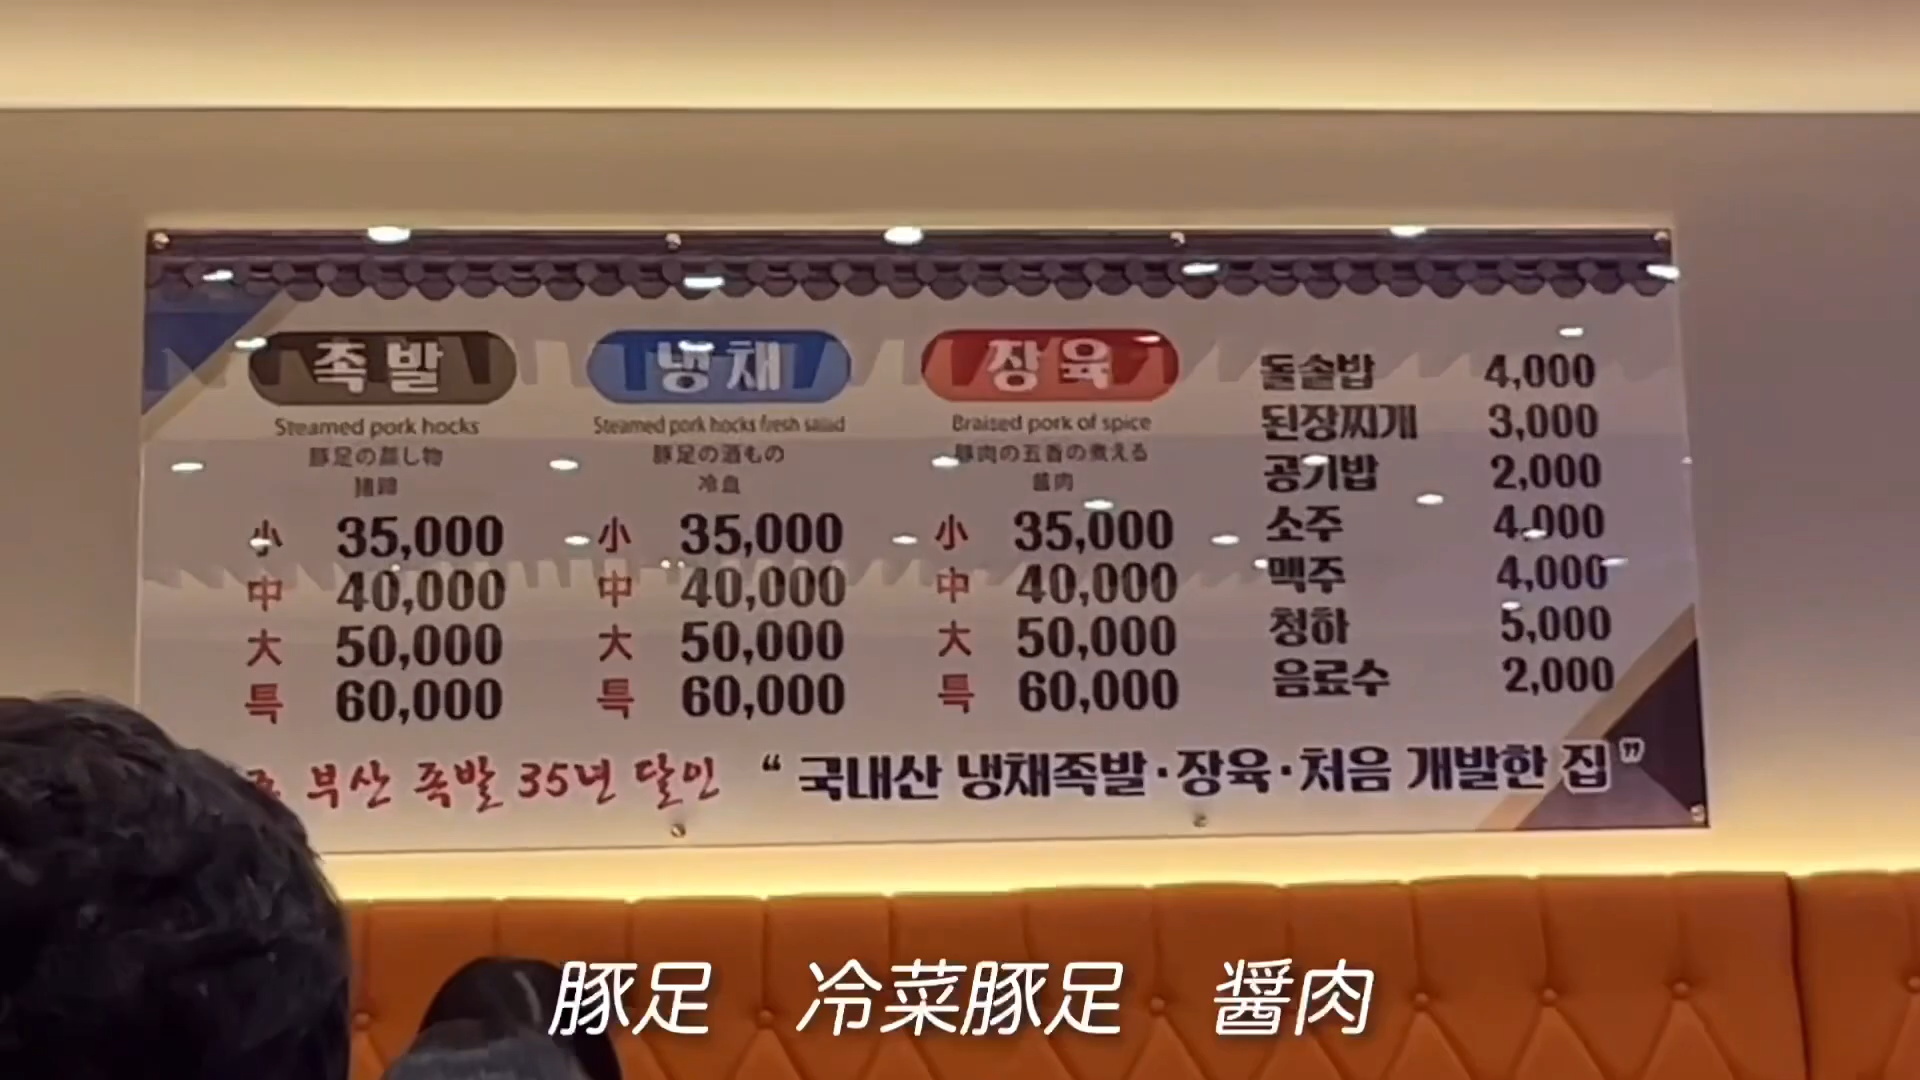 족발
Steamed pork hocks
豚足の蒸し物
小 35,000
中 40,000
大 50,000
특 60,000
냉채
Steamed pork hocks fresh salad
豚足の酒もの
冷血
小 35,000
中 40,000
大 50,000
특 60,000
장육
Braised pork of spice
豚肉の五香の煮える
醤肉
小 35,000
中 40,000
大 50,000
특 60,000
돌솥밥 4,000
된장찌개 3,000
공기밥 2,000
소주 4,000
맥주 4,000
청하 5,000
음료수 2,000
부산 족발 35년 달인 “국내산 냉채족발·장육·처음 개발한 집”
豚足 冷菜豚足 醤肉